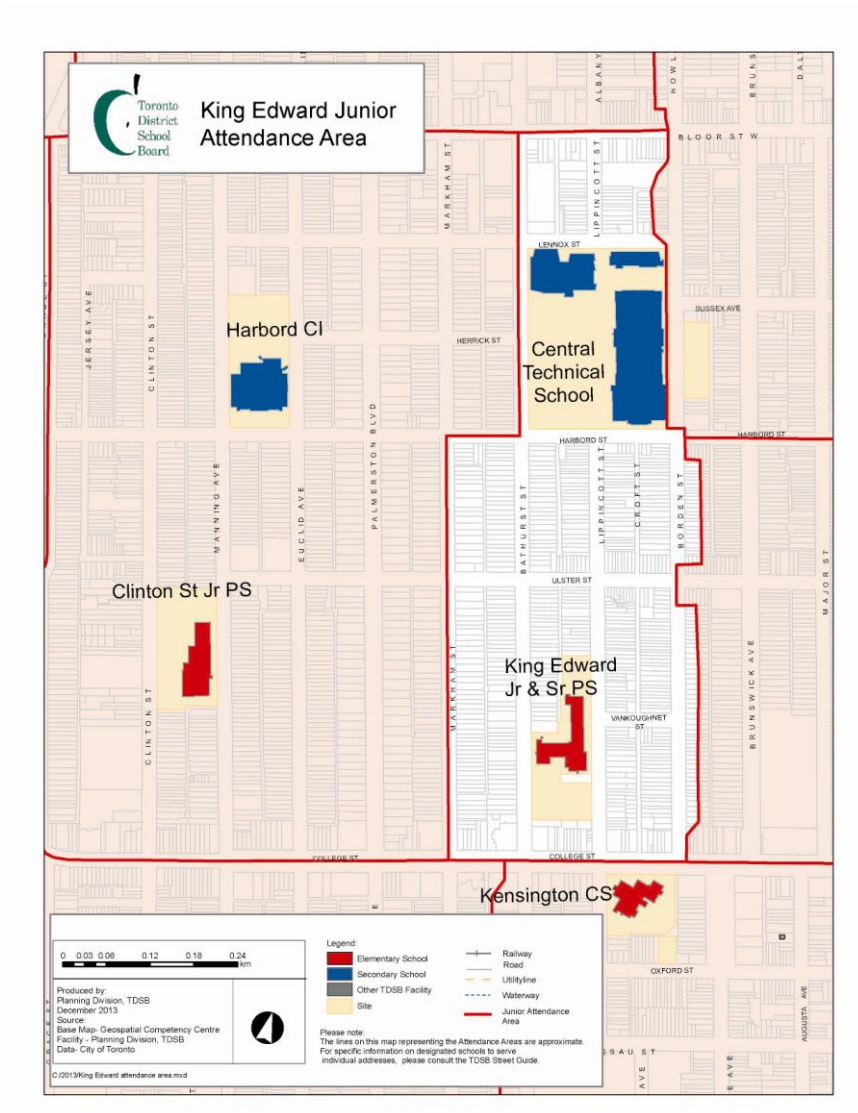 Toronto
District
School
Board
King Edward Junior
Attendance Area
ALBANY
BRUNS
DAL
MARKHAM ST
LIPPINCOTT ST
BLOOR ST W
LENNOX ST
JERSEY AVE
CLINTON ST
SUSSEX AVE
Harbord CI
HERRICK ST
Central
Technical
School
PALMERSTON BLVD
HARBORD ST
HARBORD ST
MANNING AVE
EUCLID AVE
BATHURST ST
LIPPINCOTT ST
CROFT ST
BORDEN ST
ULSTER ST
MAJOR ST
Clinton St Jr PS
King Edward
Jr & Sr PS
MARKHAM ST
CLINTON ST
VANKOUGHNET
ST
BRUNSWICK AVE
COLLEGE ST
COLLEGE ST
Kensington CS
OXFORD ST
AUGUSTA AVE
SSAU ST
AVE
E AVE
0 0.03 0.06 0.12 0.18 0.24
km
Produced by:
Planning Division, TDSB
December 2013
Source:
Base Map- Geospatial Competency Centre
Facility - Planning Division, TDSB
Data- City of Toronto
C:/2013/King Edward attendance area.mxd
Legend:
Elementary School
Secondary School
Other TDSB Facility
Site
Railway
Road
Utilityline
Waterway
Junior Attendance
Area
Please note:
The lines on this map representing the Attendance Areas are approximate.
For specific information on designated schools to serve
individual addresses, please consult the TDSB Street Guide.